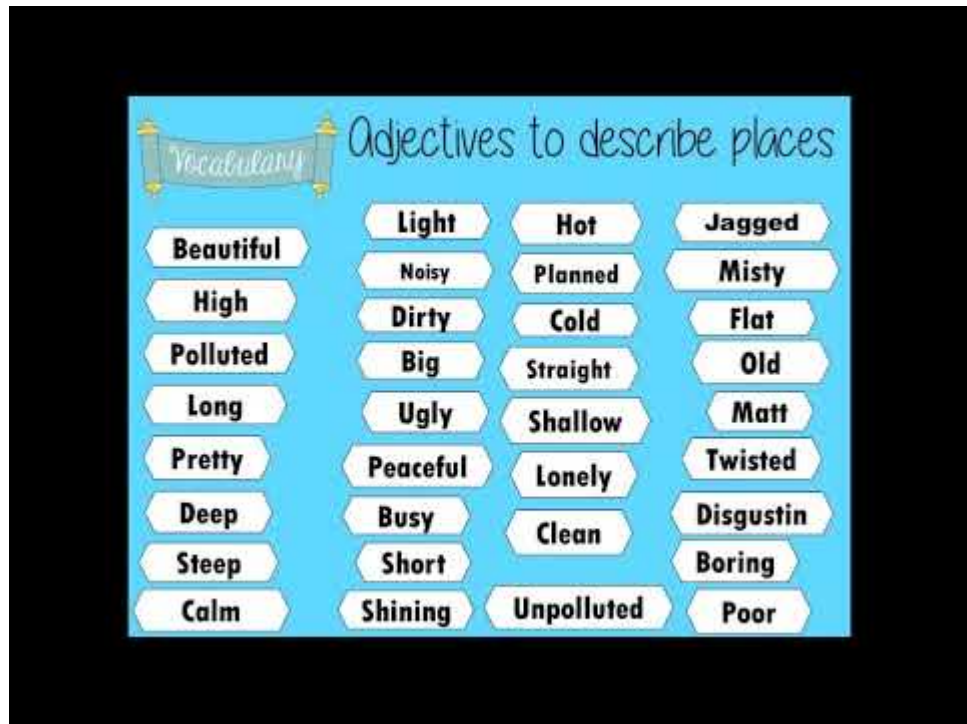 Vocabulary
Adjectives to describe places
Beautiful
High
Polluted
Long
Pretty
Deep
Steep
Calm
Light
Noisy
Dirty
Big
Ugly
Peaceful
Busy
Short
Shining
Hot
Planned
Cold
Straight
Shallow
Lonely
Clean
Unpolluted
Jagged
Misty
Flat
Old
Matt
Twisted
Disgustin
Boring
Poor